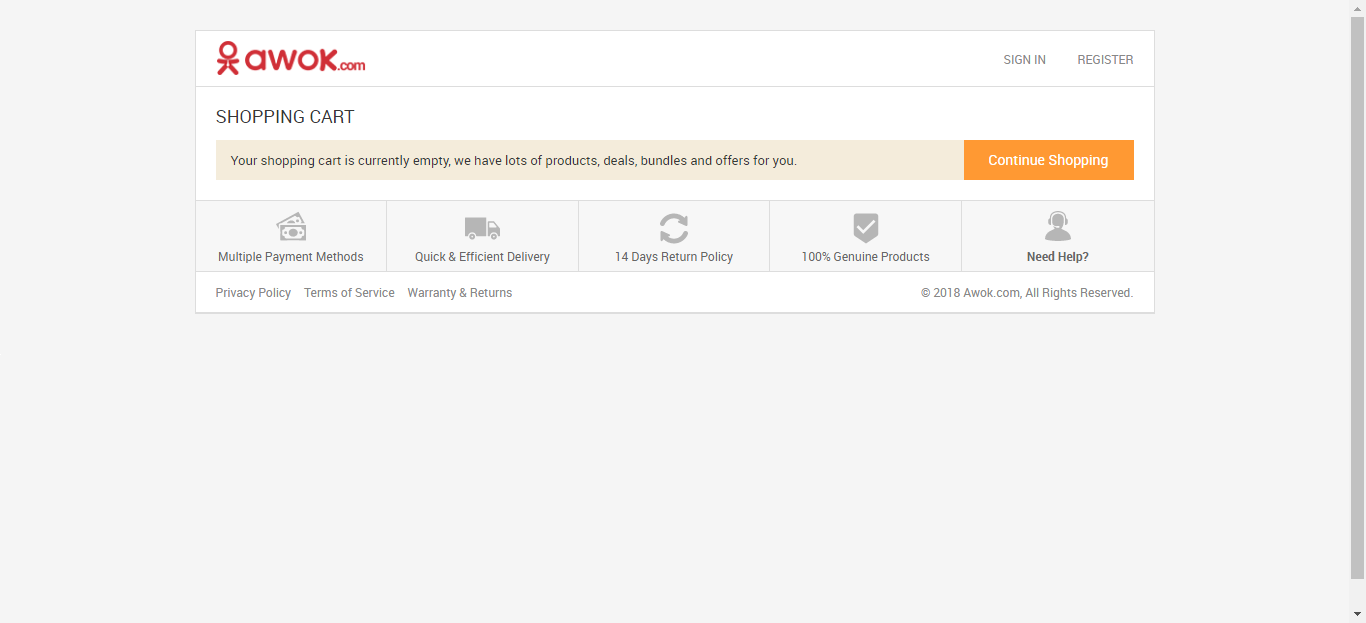 awok.com
SIGN IN
REGISTER
SHOPPING CART
Your shopping cart is currently empty, we have lots of products, deals, bundles and offers for you.
Continue Shopping
Multiple Payment Methods
Quick & Efficient Delivery
14 Days Return Policy
100% Genuine Products
Need Help?
Privacy Policy
Terms of Service
Warranty & Returns
© 2018 Awok.com, All Rights Reserved.